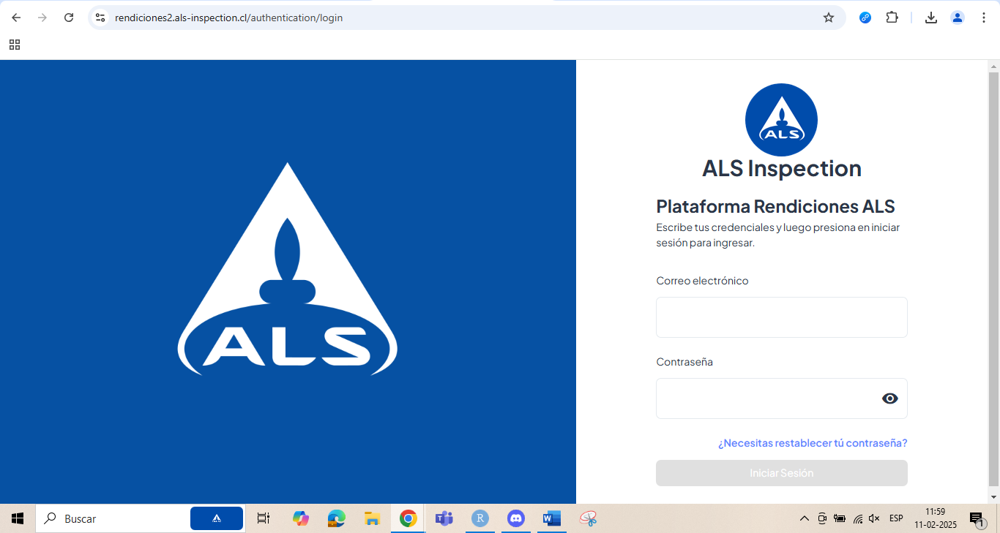 rendiciones2.als-inspection.cl/authentication/login
ALS
ALS
ALS Inspection
Plataforma Rendiciones ALS
Escribe tus credenciales y luego presiona en iniciar
sesión para ingresar.
Correo electrónico
Contraseña
¿Necesitas restablecer tú contraseña?
Iniciar Sesión
Buscar
R
W
ESP
11:59
11-02-2025
1